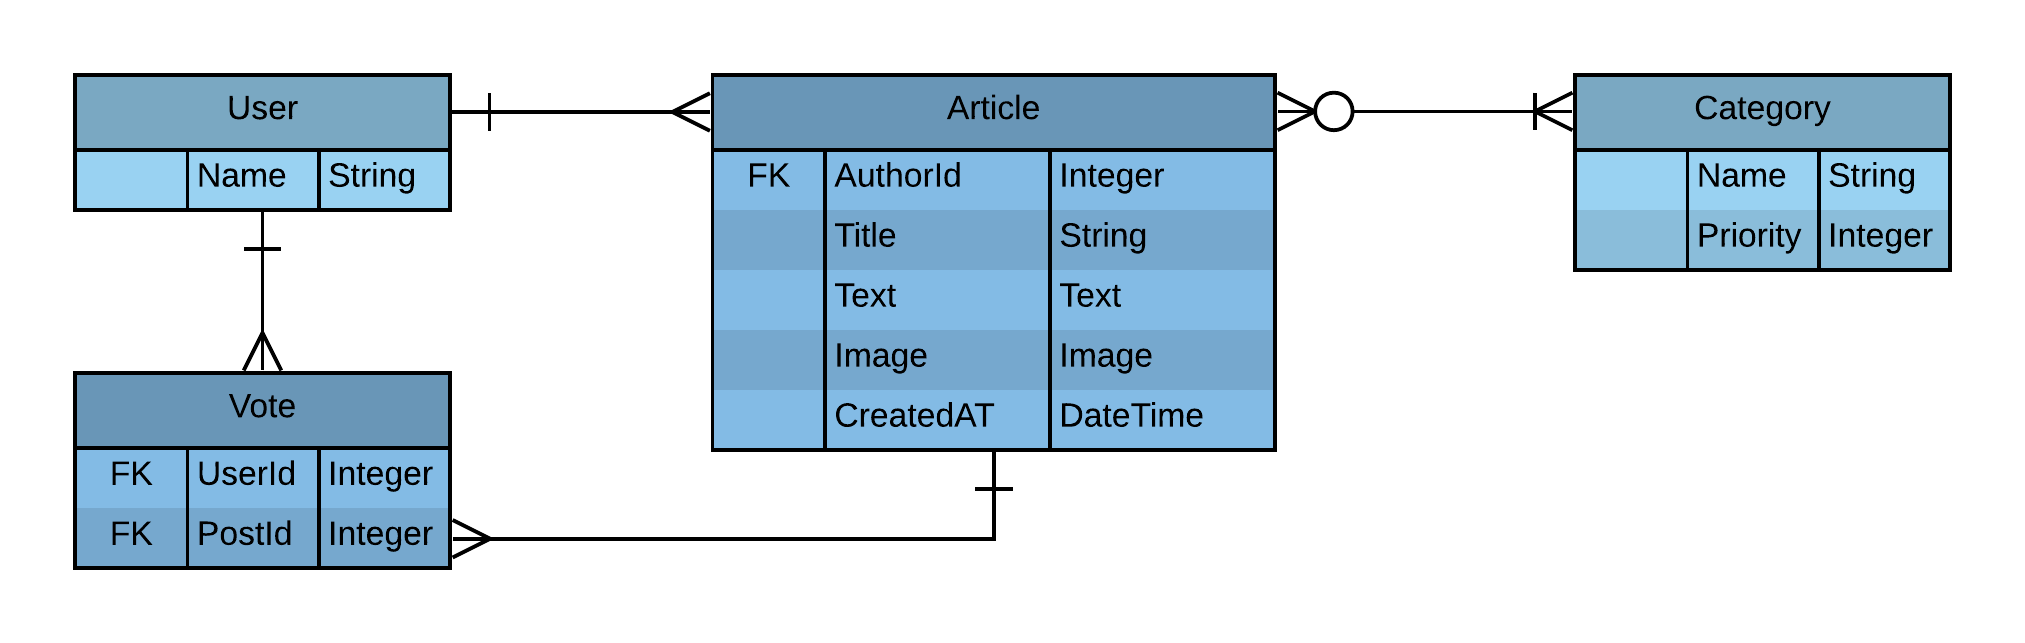 User
Name String
Article
FK AuthorId Integer
Title String
Text Text
Image Image
CreatedAT DateTime
Category
Name String
Priority Integer
Vote
FK UserId Integer
FK PostId Integer